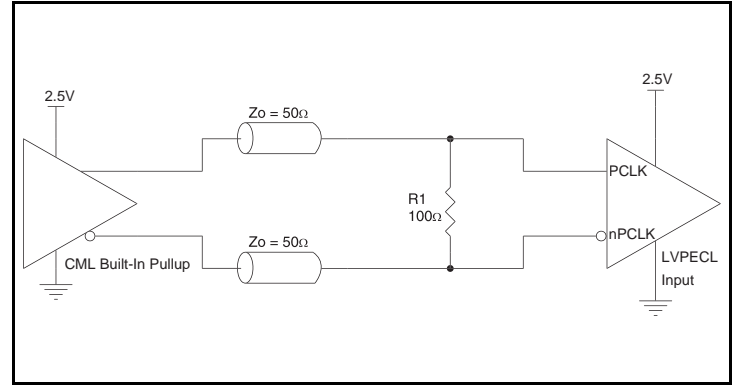 2.5V
2.5V
Zo = 50Ω
PCLK
R1
100Ω
nPCLK
Zo = 50Ω
CML Built-In Pullup
LVPECL
Input